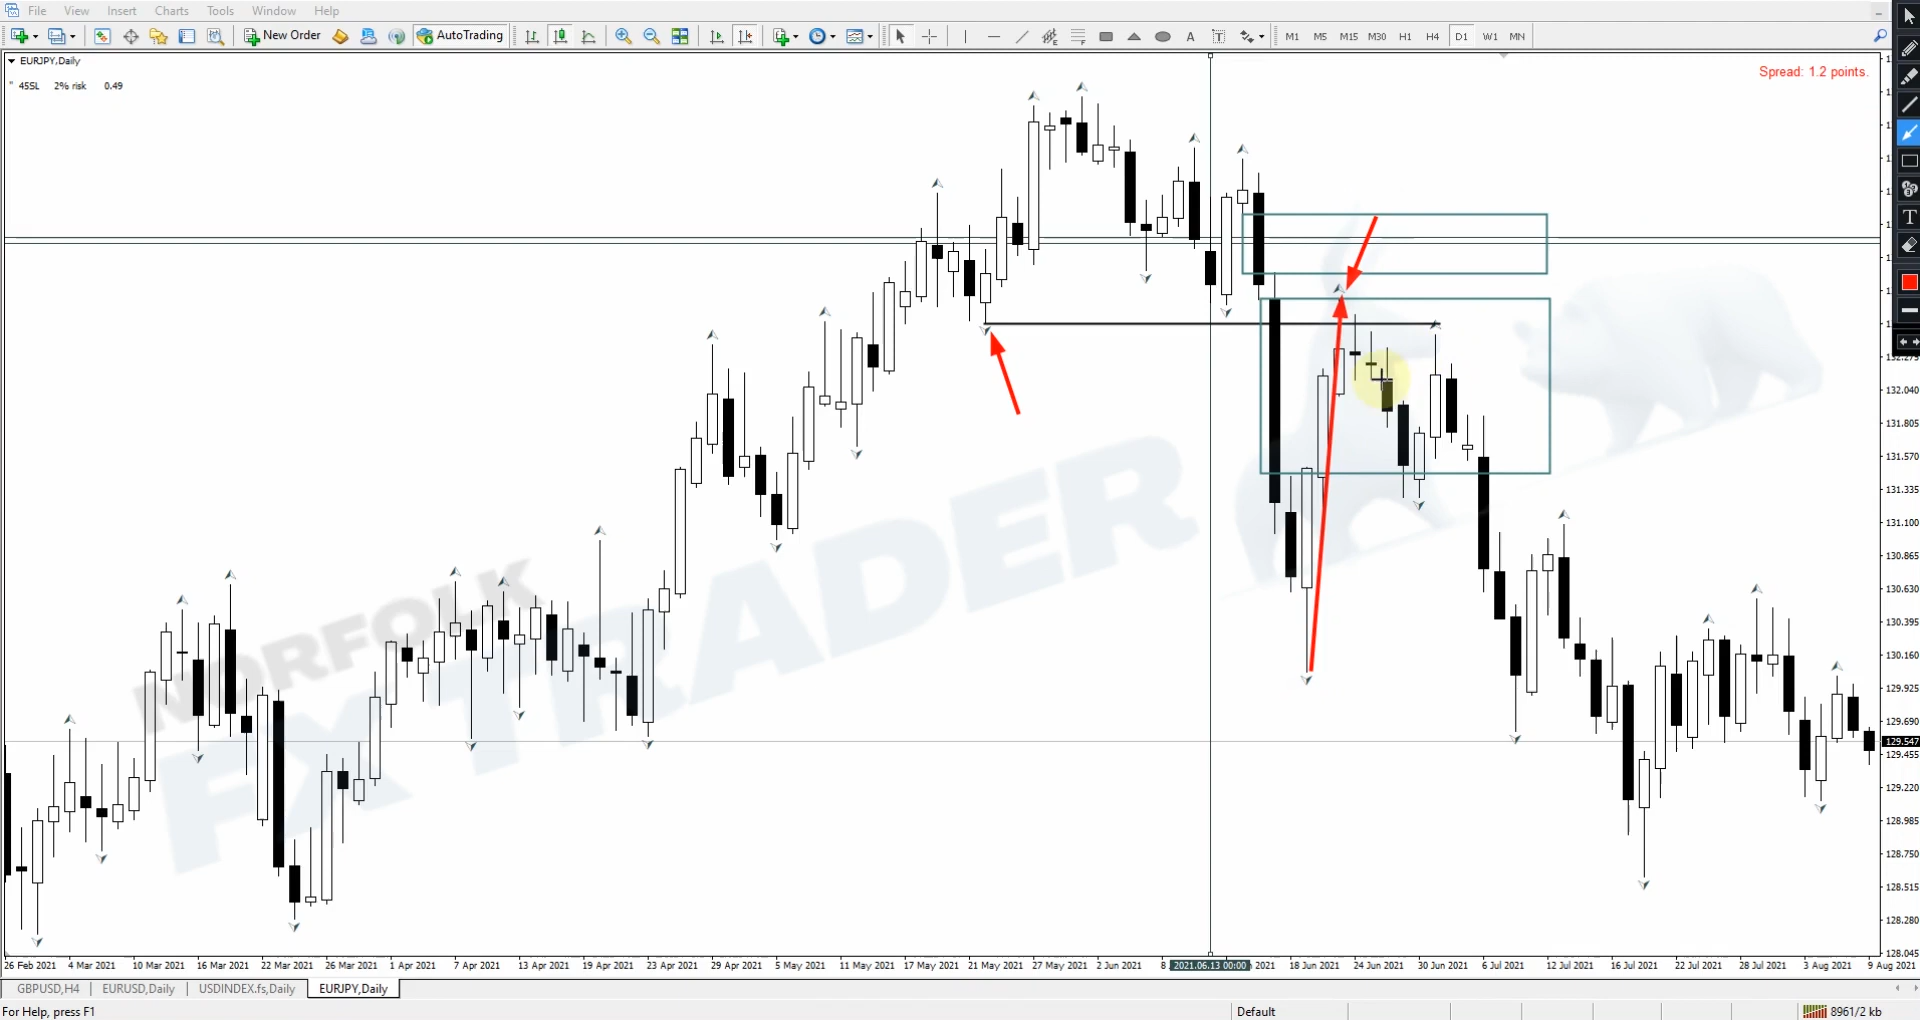 File View Insert Charts Tools Window Help
New Order AutoTrading A T M1 M5 M15 M30 H1 H4 D1 W1 MN
EURJPY,Daily
Spread: 1.2 points.
45SL 2% risk 0.49
NORFOLK
FX TRADER
T
132.275
132.040
131.805
131.570
131.335
131.100
130.865
130.630
130.395
130.160
129.925
129.690
129.547
129.455
129.220
128.985
128.750
128.515
128.280
128.045
26 Feb 2021 4 Mar 2021 10 Mar 2021 16 Mar 2021 22 Mar 2021 26 Mar 2021 1 Apr 2021 7 Apr 2021 13 Apr 2021 19 Apr 2021 23 Apr 2021 29 Apr 2021 5 May 2021 11 May 2021 17 May 2021 21 May 2021 27 May 2021 2 Jun 2021 8 2021.06.13 00:00 2021 18 Jun 2021 24 Jun 2021 30 Jun 2021 6 Jul 2021 12 Jul 2021 16 Jul 2021 22 Jul 2021 28 Jul 2021 3 Aug 2021 9 Aug 2021
GBPUSD,H4 EURUSD,Daily USDINDEX.fs,Daily EURJPY,Daily
For Help, press F1 Default 8961/2 kb